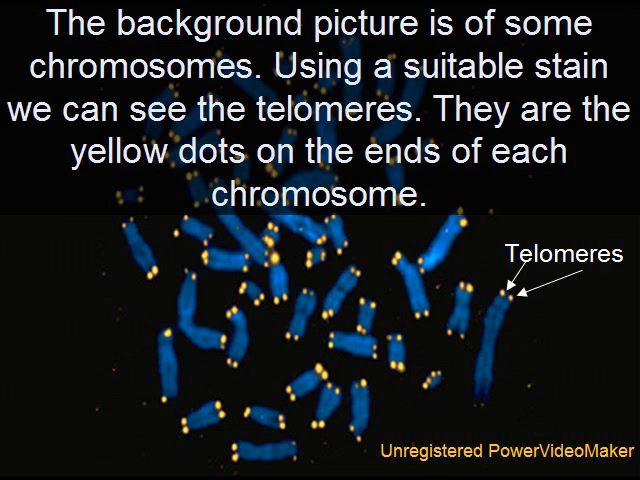 The background picture is of some
chromosomes. Using a suitable stain
we can see the telomeres. They are the
yellow dots on the ends of each
chromosome.
Telomeres
Unregistered PowerVideoMaker